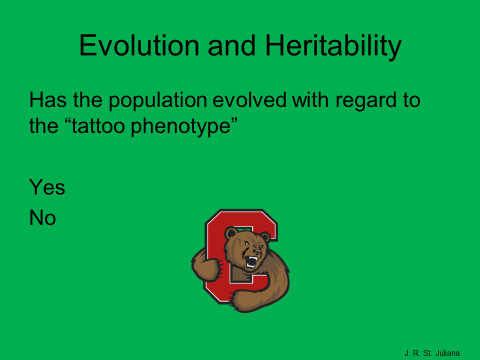 Evolution and Heritability
Has the population evolved with regard to
the “tattoo phenotype”
Yes
No
C
J. R. St. Juliana